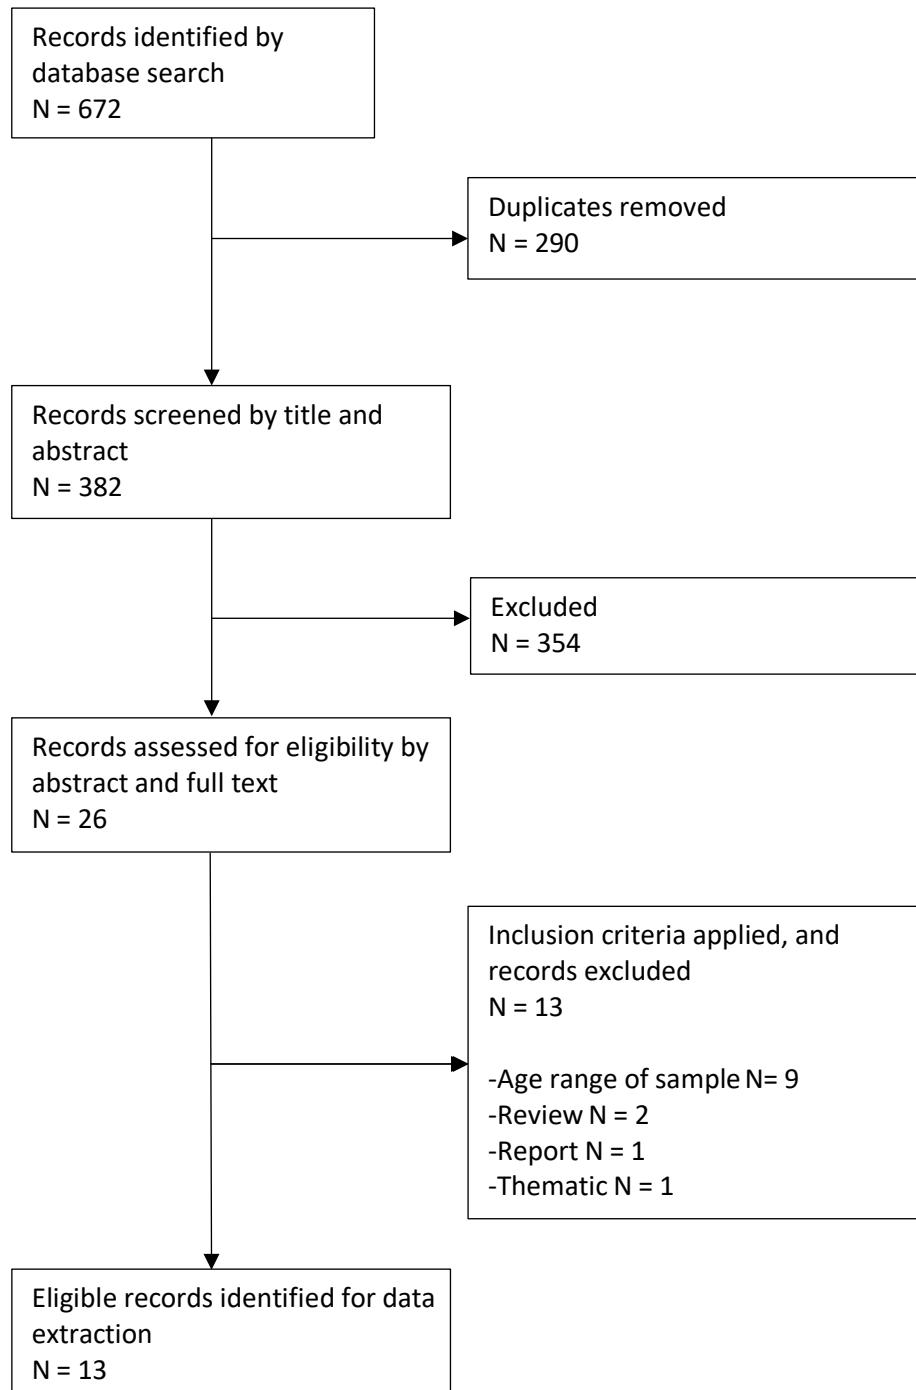 Records identified by
database search
N = 672
Duplicates removed
N = 290
Records screened by title and
abstract
N = 382
Excluded
N = 354
Records assessed for eligibility by
abstract and full text
N = 26
Inclusion criteria applied, and
records excluded
N = 13
-Age range of sample N= 9
-Review N = 2
-Report N = 1
-Thematic N = 1
Eligible records identified for data
extraction
N = 13